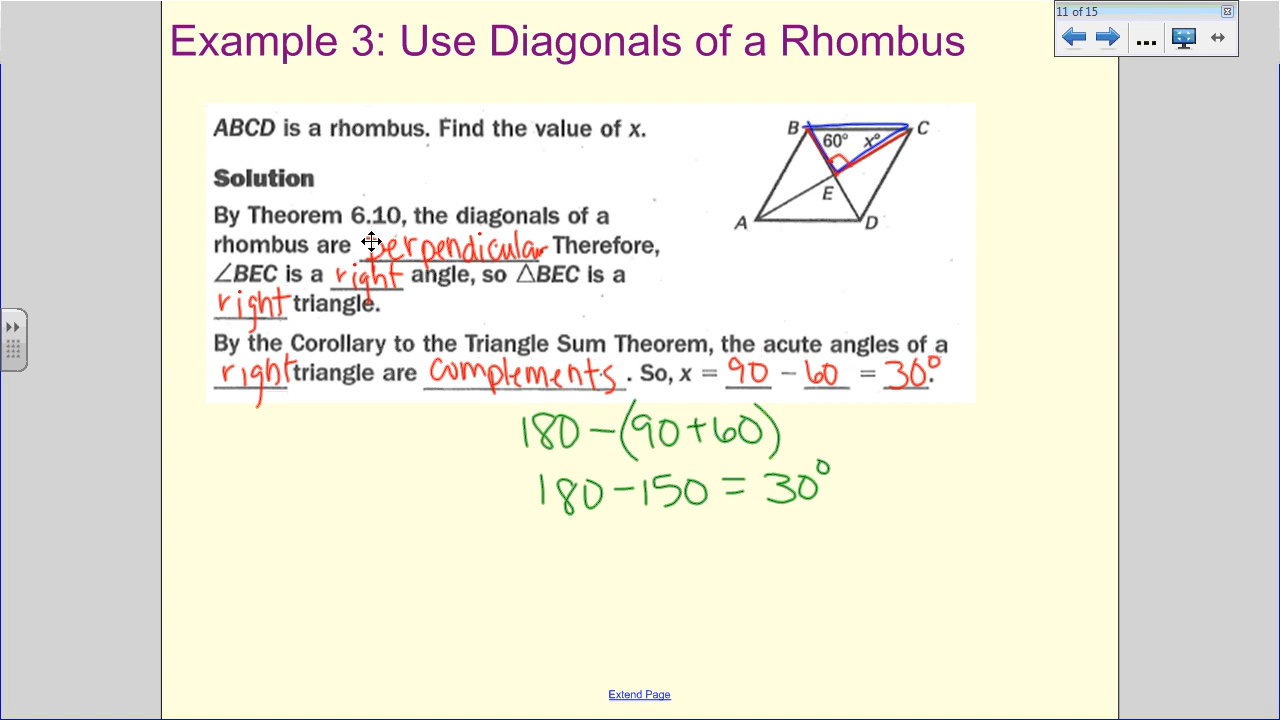 11 of 15
Example 3: Use Diagonals of a Rhombus
ABCD is a rhombus. Find the value of x.
B
C
60°
x°
E
A
D
Solution
By Theorem 6.10, the diagonals of a
rhombus are perpendicular Therefore,
∠BEC is a right angle, so △BEC is a
right triangle.
By the Corollary to the Triangle Sum Theorem, the acute angles of a
right triangle are complements. So, x = 90 − 60 = 30°.
180 − (90 + 60)
180 − 150 = 30°
Extend Page